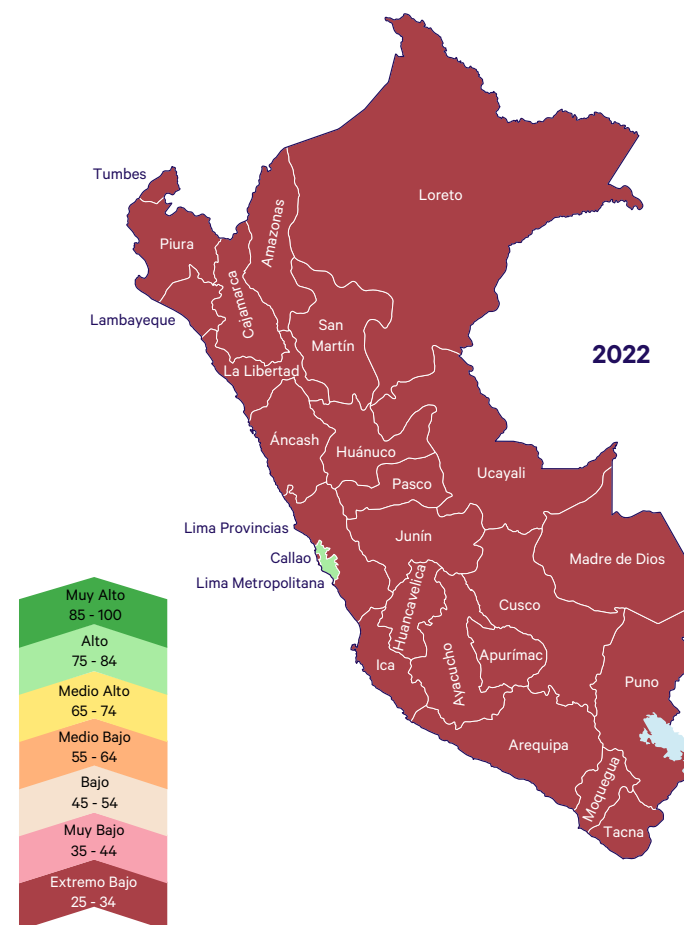 Tumbes
Loreto
Amazonas
Piura
Cajamarca
Lambayeque
San
Martín
2022
La Libertad
Áncash
Huánuco
Ucayali
Pasco
Lima Provincias
Junín
Callao
Madre de Dios
Lima Metropolitana
Huancavelica
Cusco
Ica
Ayacucho
Apurímac
Puno
Arequipa
Moquegua
Tacna
Muy Alto
85 - 100
Alto
75 - 84
Medio Alto
65 - 74
Medio Bajo
55 - 64
Bajo
45 - 54
Muy Bajo
35 - 44
Extremo Bajo
25 - 34